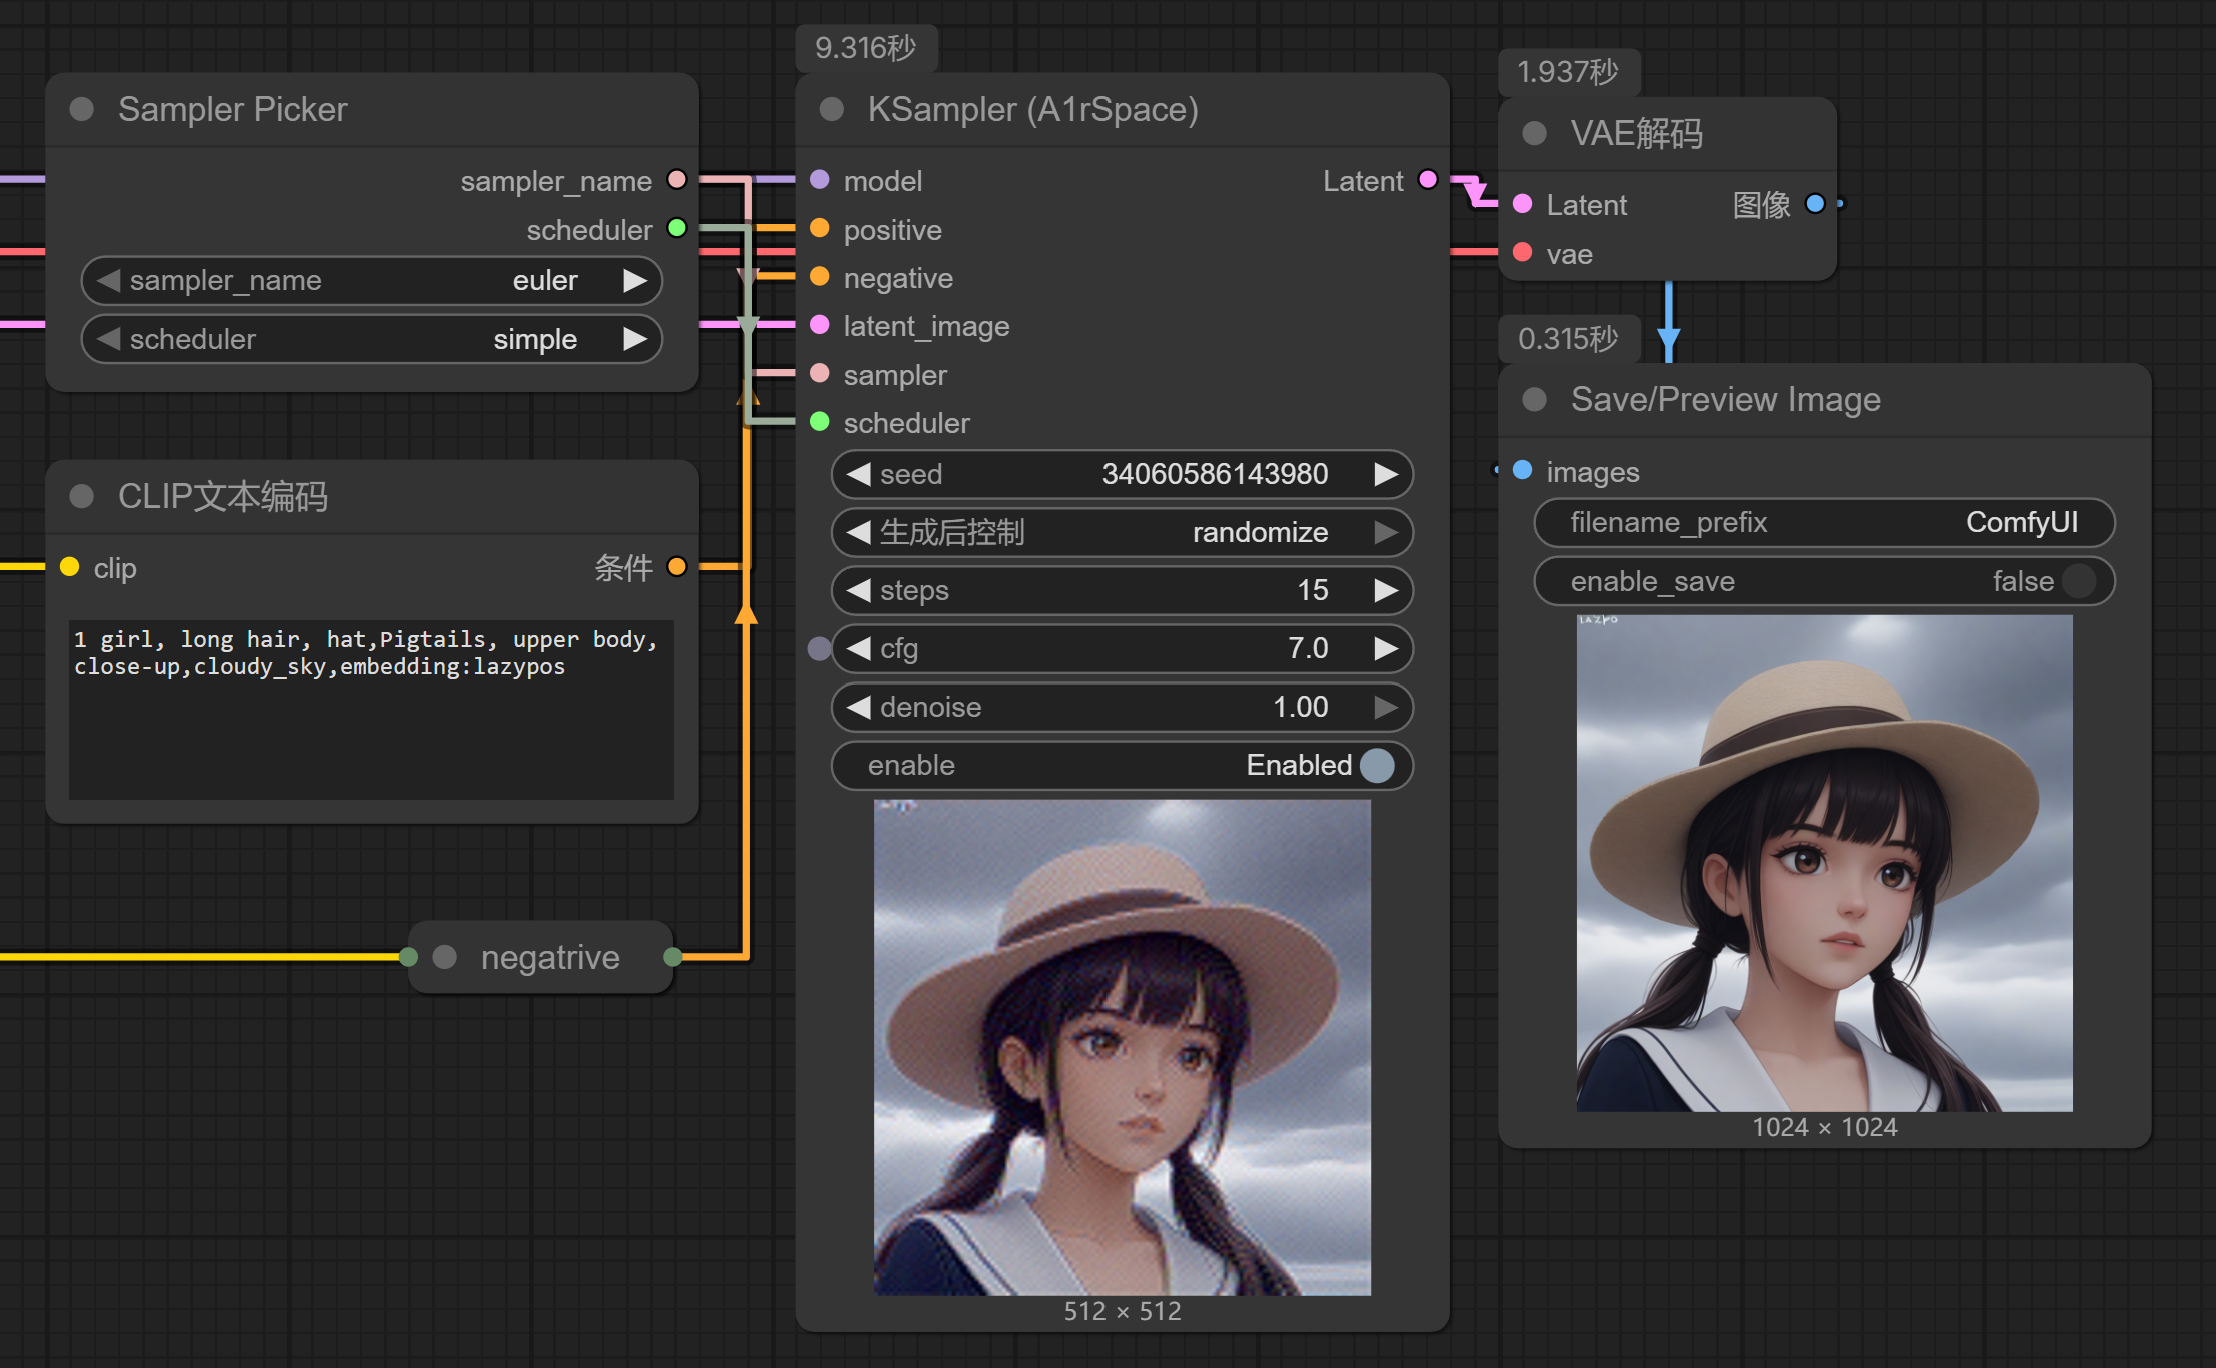 Sampler Picker
sampler_name
scheduler
sampler_name euler
scheduler simple
CLIP文本编码
clip 条件
1 girl, long hair, hat,Pigtails, upper body,
close-up,cloudy_sky,embedding:lazypos
negatrive
9.316秒
KSampler (A1rSpace)
model Latent
positive
negative
latent_image
sampler
scheduler
seed 34060586143980
生成后控制 randomize
steps 15
cfg 7.0
denoise 1.00
enable Enabled
512 × 512
1.937秒
VAE解码
Latent 图像
vae
0.315秒
Save/Preview Image
images
filename_prefix ComfyUI
enable_save false
1024 × 1024